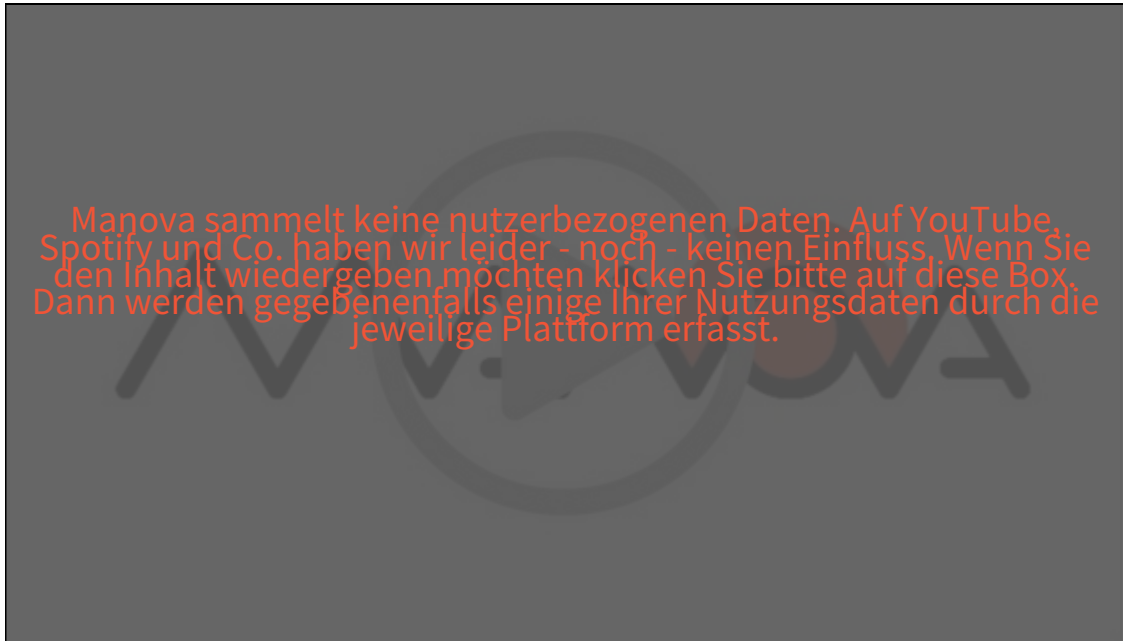 Manova sammelt keine nutzerbezogenen Daten. Auf YouTube,
Spotify und Co. haben wir leider - noch - keinen Einfluss. Wenn Sie
den Inhalt wiedergeben möchten klicken Sie bitte auf diese Box.
Dann werden gegebenenfalls einige Ihrer Nutzungsdaten durch die
jeweilige Plattform erfasst.
MANOVA